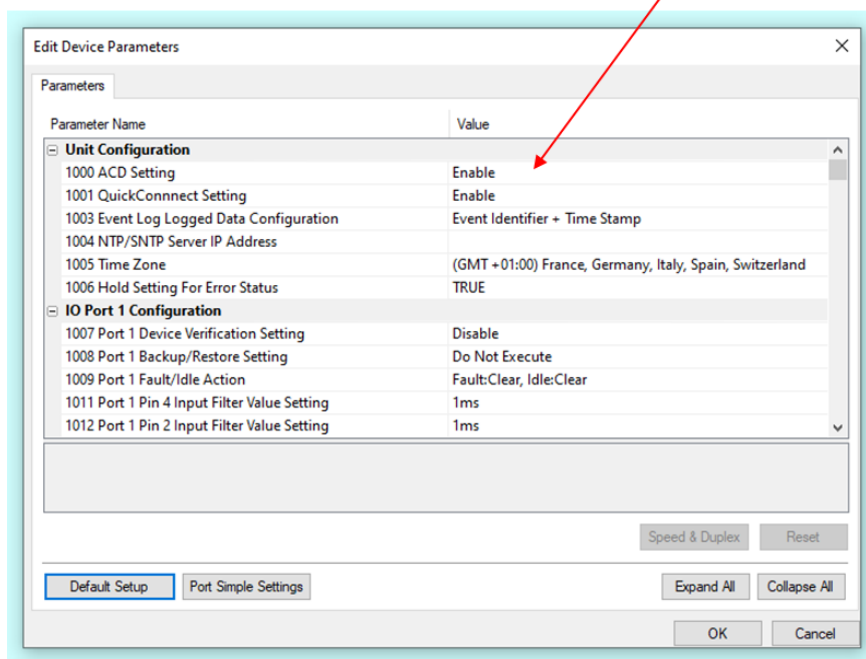 Edit Device Parameters
Parameters
Parameter Name Value
Unit Configuration
1000 ACD Setting Enable
1001 QuickConnnect Setting Enable
1003 Event Log Logged Data Configuration Event Identifier + Time Stamp
1004 NTP/SNTP Server IP Address
1005 Time Zone (GMT +01:00) France, Germany, Italy, Spain, Switzerland
1006 Hold Setting For Error Status TRUE
IO Port 1 Configuration
1007 Port 1 Device Verification Setting Disable
1008 Port 1 Backup/Restore Setting Do Not Execute
1009 Port 1 Fault/Idle Action Fault:Clear, Idle:Clear
1011 Port 1 Pin 4 Input Filter Value Setting 1ms
1012 Port 1 Pin 2 Input Filter Value Setting 1ms
Speed & Duplex Reset
Default Setup Port Simple Settings Expand All Collapse All
OK Cancel